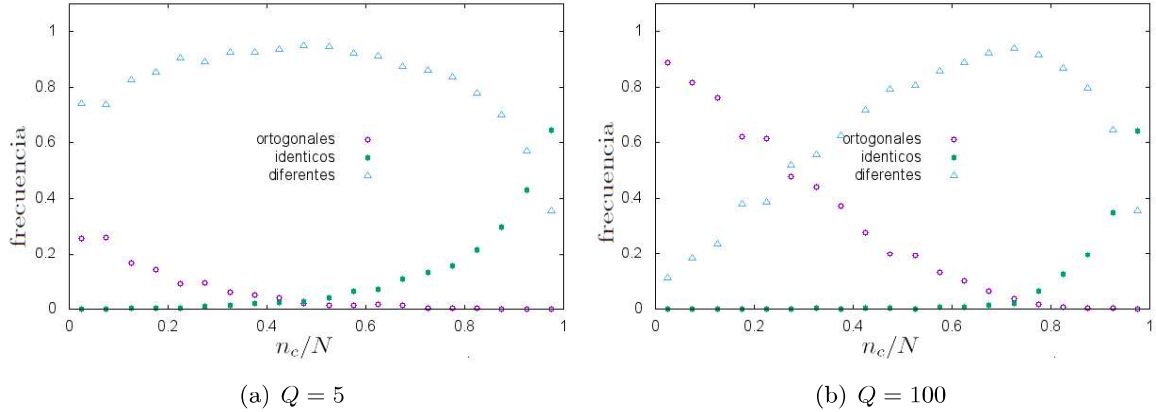 1
0.8
0.6
0.4
0.2
0
frecuencia
ortogonales
identicos
diferentes
0 0.2 0.4 0.6 0.8 1
n_c/N
(a) Q = 5
1
0.8
0.6
0.4
0.2
0
frecuencia
ortogonales
identicos
diferentes
0 0.2 0.4 0.6 0.8 1
n_c/N
(b) Q = 100